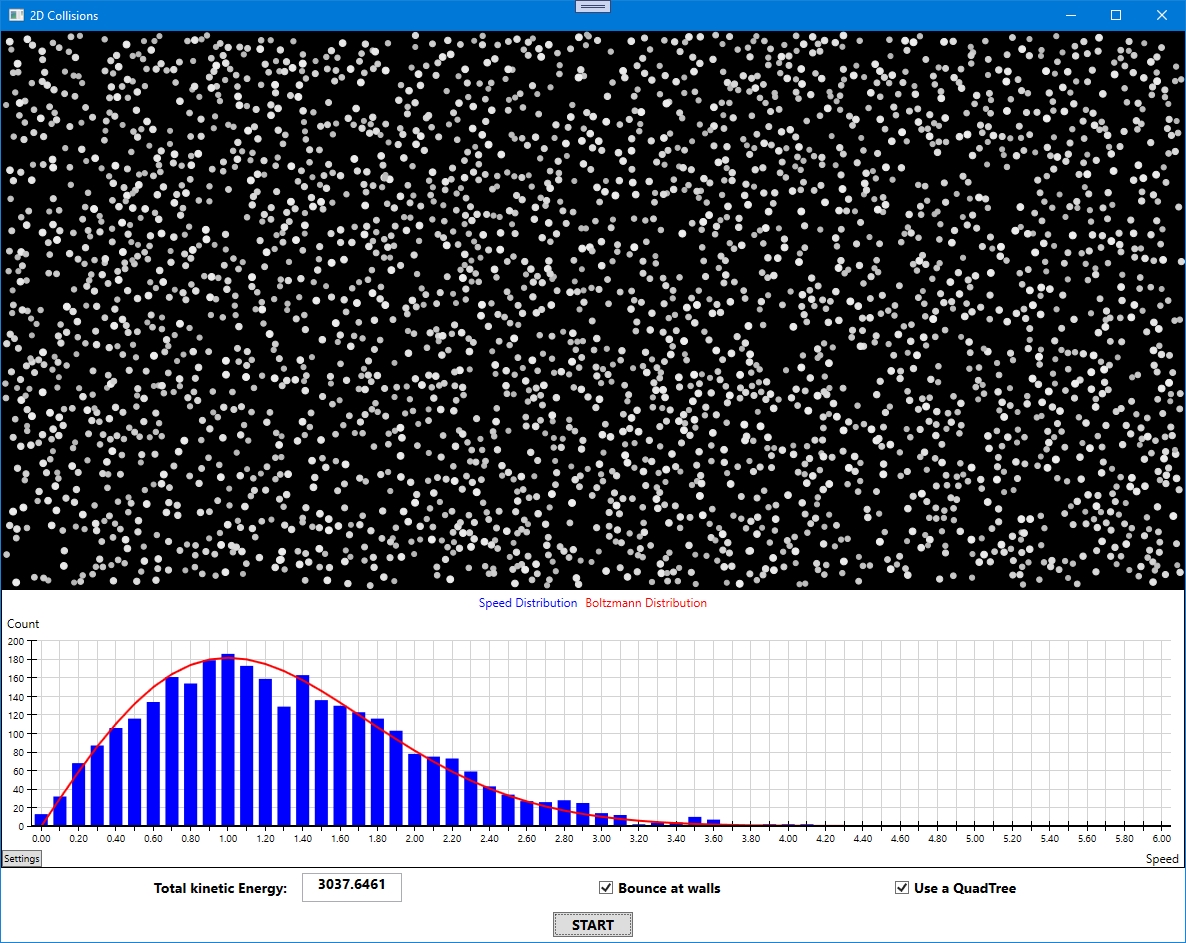 2D Collisions
Speed Distribution Boltzmann Distribution
Count
200
180
160
140
120
100
80
60
40
20
0
0.00 0.20 0.40 0.60 0.80 1.00 1.20 1.40 1.60 1.80 2.00 2.20 2.40 2.60 2.80 3.00 3.20 3.40 3.60 3.80 4.00 4.20 4.40 4.60 4.80 5.00 5.20 5.40 5.60 5.80 6.00
Settings Speed
Total kinetic Energy: 3037.6461 Bounce at walls Use a QuadTree
START